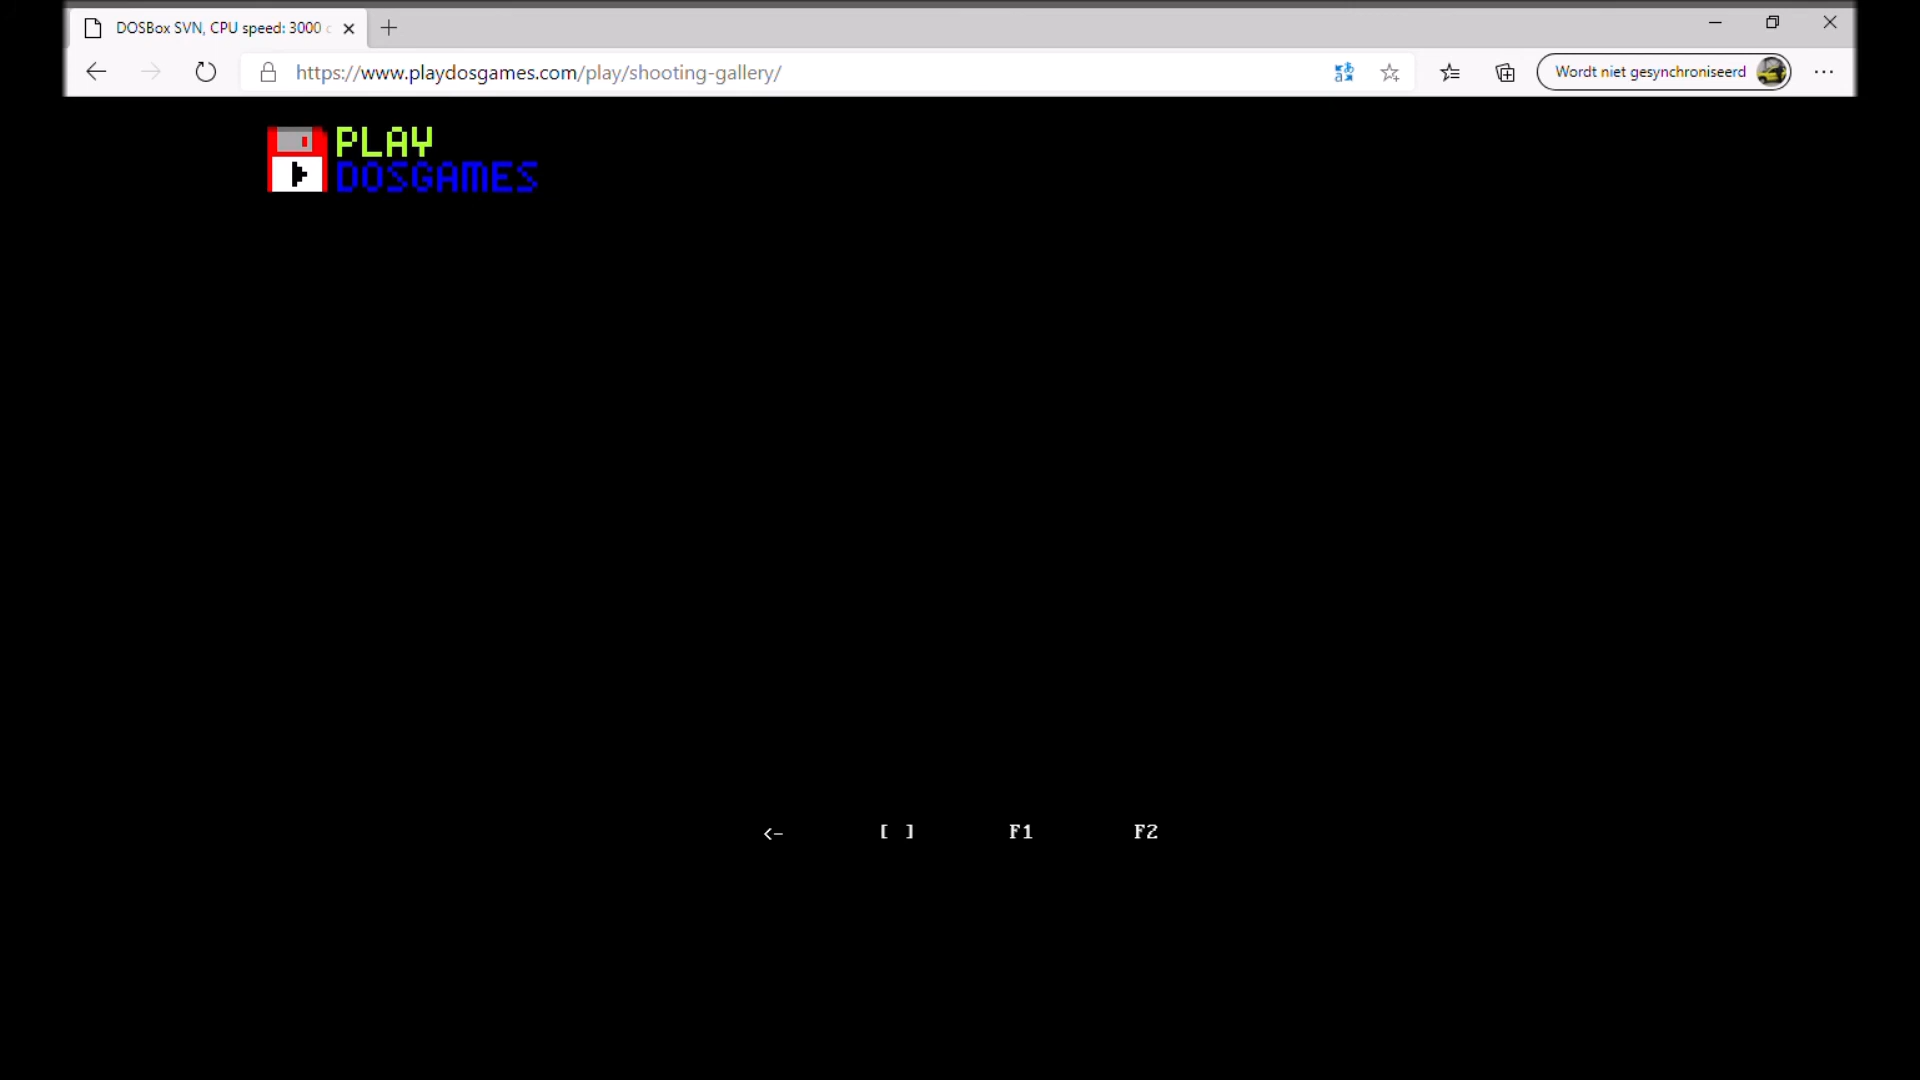 DOSBox SVN, CPU speed: 3000
https://www.playdosgames.com/play/shooting-gallery/
Wordt niet gesynchroniseerd
PLAY
DOSGAMES
<- [ ] F1 F2